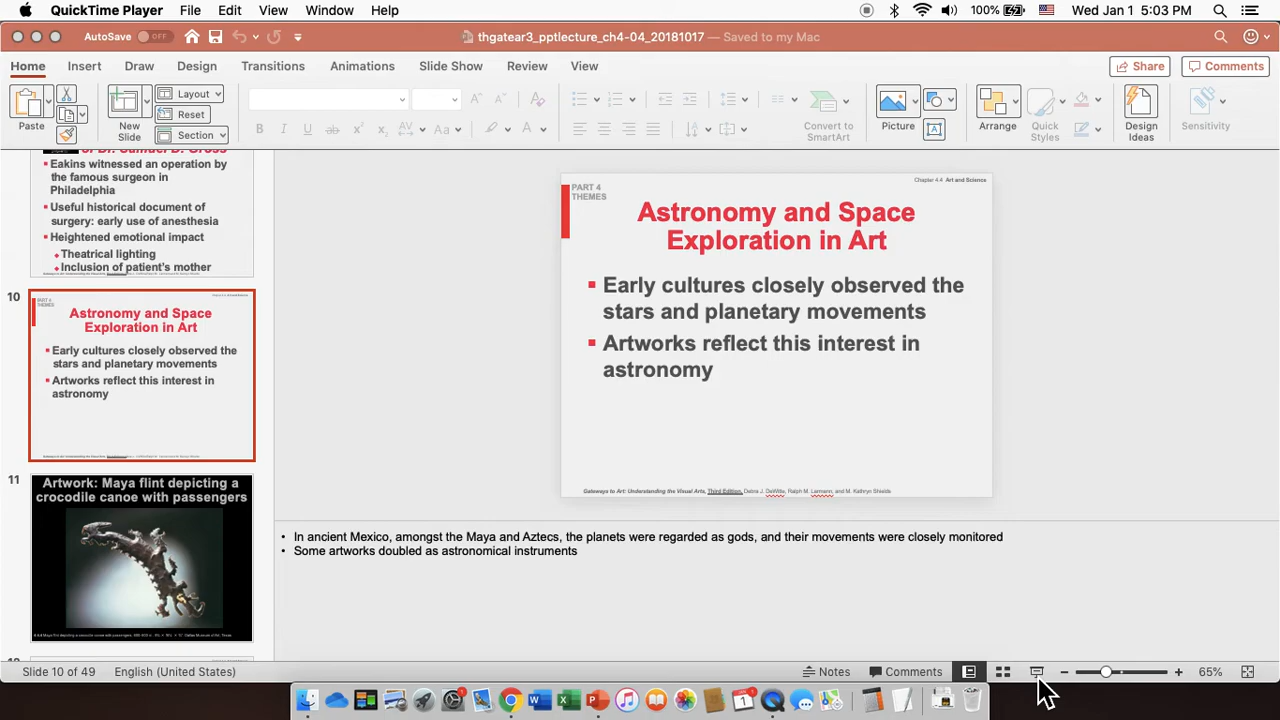 QuickTime Player File Edit View Window Help 100% Wed Jan 1 5:03 PM
AutoSave OFF thgatear3_pptlecture_ch4-04_20181017 — Saved to my Mac
Home Insert Draw Design Transitions Animations Slide Show Review View Share Comments
Paste
New
Slide
Layout
Reset
Section
Convert to
SmartArt
Picture
Arrange
Quick
Styles
Design
Ideas
Sensitivity
Eakins witnessed an operation by
the famous surgeon in
Philadelphia
Useful historical document of
surgery: early use of anesthesia
Heightened emotional impact
Theatrical lighting
Inclusion of patient's mother
10
PART 4
THEMES
Astronomy and Space
Exploration in Art
Early cultures closely observed the
stars and planetary movements
Artworks reflect this interest in
astronomy
11
Artwork: Maya flint depicting a
crocodile canoe with passengers
PART 4
THEMES
Chapter 4.4 Art and Science
Astronomy and Space
Exploration in Art
Early cultures closely observed the
stars and planetary movements
Artworks reflect this interest in
astronomy
Gateways to Art: Understanding the Visual Arts, Third Edition, Debra J. DeWitte, Ralph M. Larmann, and M. Kathryn Shields
• In ancient Mexico, amongst the Maya and Aztecs, the planets were regarded as gods, and their movements were closely monitored
• Some artworks doubled as astronomical instruments
Slide 10 of 49 English (United States) Notes Comments 65%